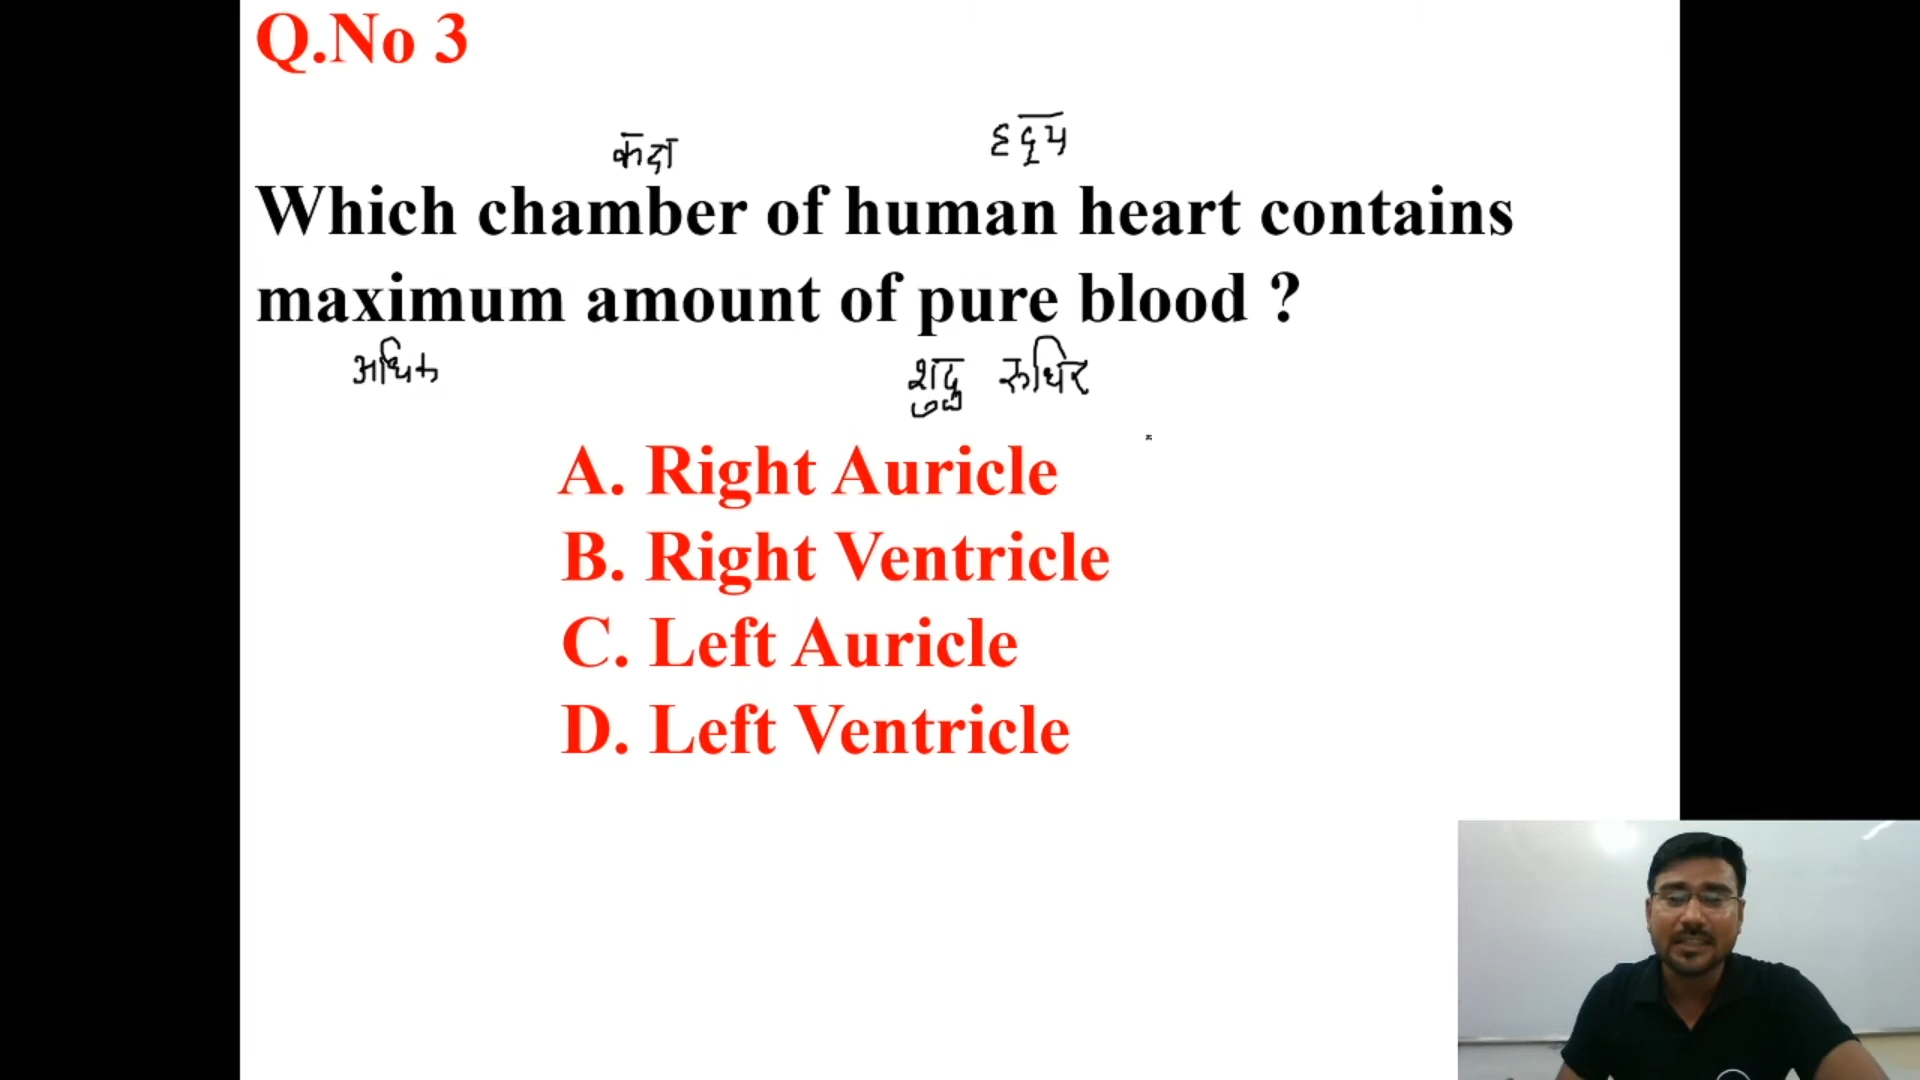 Q.No 3
कक्ष हृदय
Which chamber of human heart contains
maximum amount of pure blood ?
अधिक शुद्ध रुधिर
A. Right Auricle
B. Right Ventricle
C. Left Auricle
D. Left Ventricle